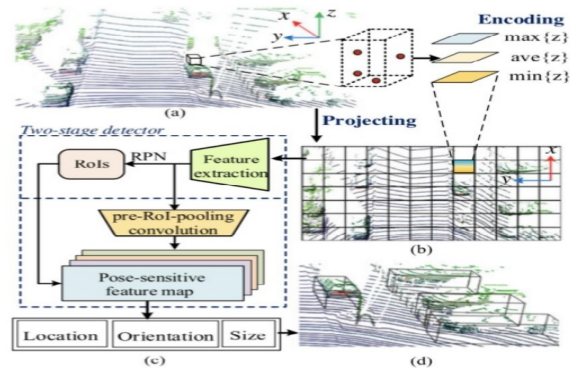 Encoding
z
x
y
max{z}
ave{z}
min{z}
(a)
Projecting
Two-stage detector
RoIs
RPN
Feature
extraction
x
y
pre-RoI-pooling
convolution
(b)
Pose-sensitive
feature map
Location
Orientation
Size
(c)
(d)